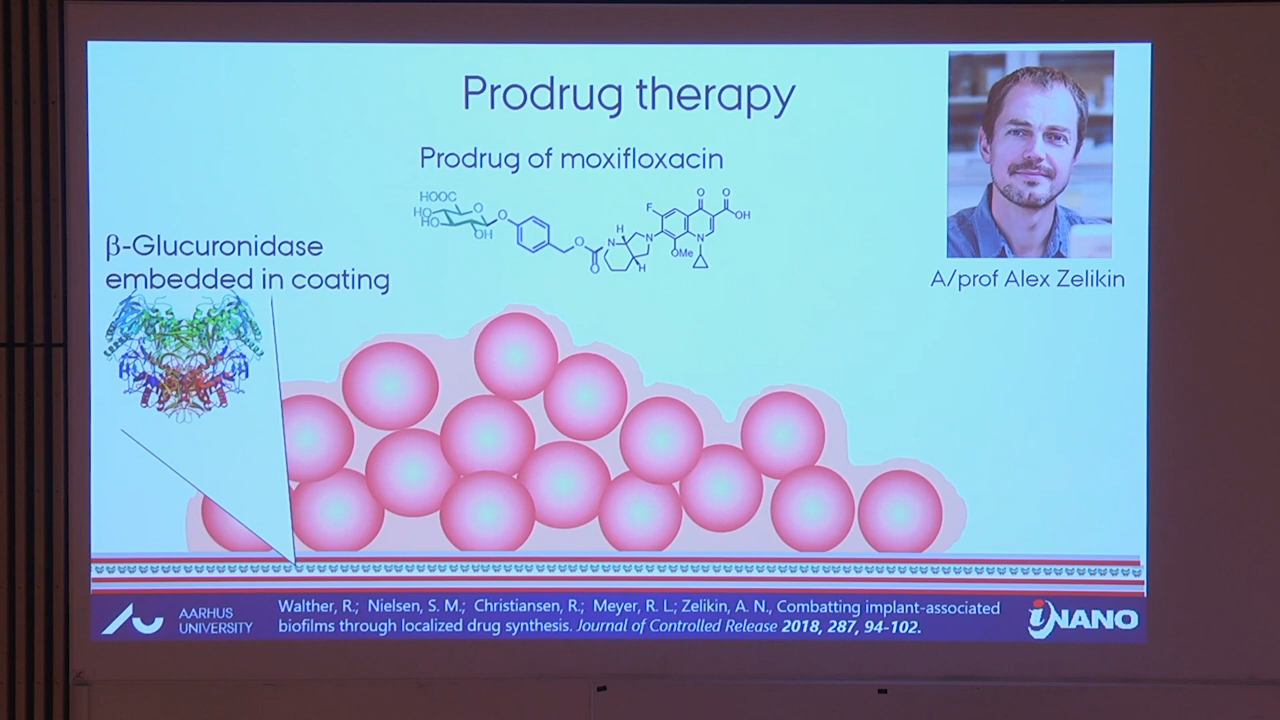 Prodrug therapy
Prodrug of moxifloxacin
HOOC
HO
HO
O
OH
O
O
O
N
H
H
N
F
O
O
OH
OMe
N
β-Glucuronidase
embedded in coating
A/prof Alex Zelikin
AARHUS
UNIVERSITY
Walther, R.; Nielsen, S. M.; Christiansen, R.; Meyer, R. L.; Zelikin, A. N., Combatting implant-associated
biofilms through localized drug synthesis. Journal of Controlled Release 2018, 287, 94-102.
iNANO